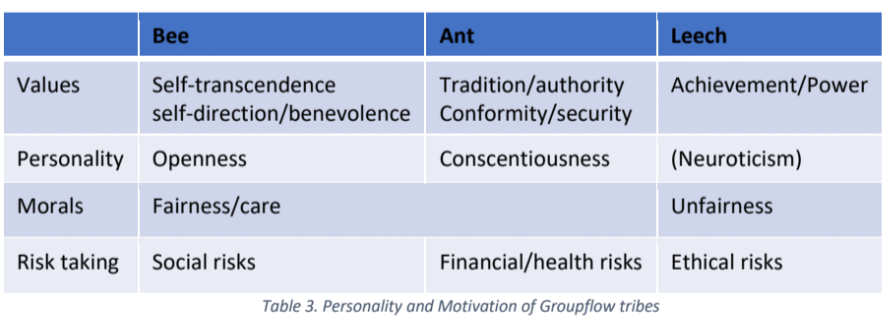 Bee Ant Leech
Values Self-transcendence Tradition/authority Achievement/Power
self-direction/benevolence Conformity/security
Personality Openness Conscientiousness (Neuroticism)
Morals Fairness/care Unfairness
Risk taking Social risks Financial/health risks Ethical risks
Table 3. Personality and Motivation of Groupflow tribes